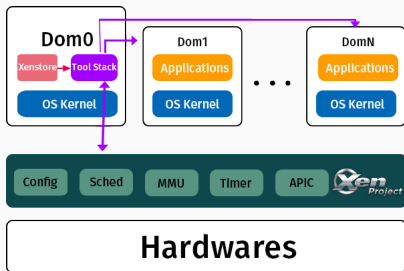 Dom0
Xenstore
Tool Stack
OS Kernel
Dom1
Applications
OS Kernel
...
DomN
Applications
OS Kernel
Config
Sched
MMU
Timer
APIC
Xen
Project
Hardwares